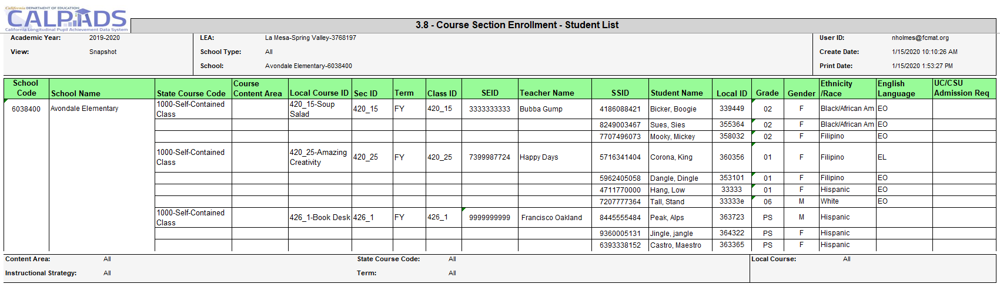 California DEPARTMENT OF EDUCATION
CALPADS
California Longitudinal Pupil Achievement Data System
3.8 - Course Section Enrollment - Student List
Academic Year: 2019-2020 LEA: La Mesa-Spring Valley-3768197 User ID: nholmes@fcmat.org
View: Snapshot School Type: All Create Date: 1/15/2020 10:10:26 AM
School: Avondale Elementary-6038400 Print Date: 1/15/2020 1:53:27 PM
School Code School Name State Course Code Course Content Area Local Course ID Sec ID Term Class ID SEID Teacher Name SSID Student Name Local ID Grade Gender Ethnicity /Race English Language UC/CSU Admission Req
6038400 Avondale Elementary 1000-Self-Contained Class 420_15-Soup Salad 420_15 FY 420_15 3333333333 Bubba Gump 4186088421 Bicker, Boogie 339449 02 F Black/African Am EO
8249003467 Sues, Sies 355364 02 F Black/African Am EO
7707496073 Mooky, Mickey 358032 02 F Filipino EO
1000-Self-Contained Class 420_25-Amazing Creativity 420_25 FY 420_25 7399987724 Happy Days 5716341404 Corona, King 360356 01 F Filipino EL
5962405058 Dangle, Dingle 353101 01 F Filipino EO
4711770000 Hang, Low 33333 01 F Hispanic EO
7207777364 Tall, Stand 33333e 06 M White EO
1000-Self-Contained Class 426_1-Book Desk 426_1 FY 426_1 9999999999 Francisco Oakland 8445555484 Peak, Alps 363723 PS M Hispanic
9360005131 Jingle, jangle 364322 PS F Hispanic
6393338152 Castro, Maestro 363365 PS F Hispanic
Content Area: All State Course Code: All Local Course: All
Instructional Strategy: All Term: All